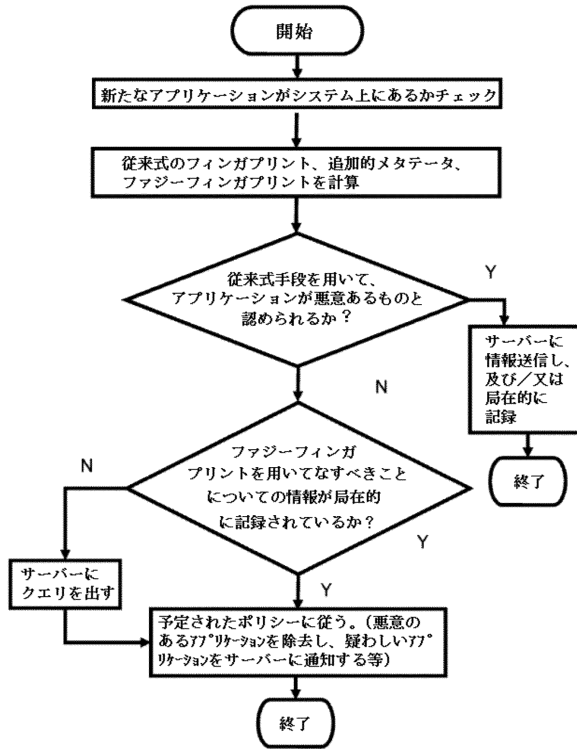 開始
新たなアプリケーションがシステム上にあるかチェック
従来式のフィンガプリント、追加的メタテータ、
ファジーフィンガプリントを計算
従来式手段を用いて、
アプリケーションが悪意あるものと
認められるか？
Y
サーバーに
情報送信し、
及び／又は
局在的に
記録
終了
N
ファジーフィンガ
プリントを用いてなすべきこと
についての情報が局在的
に記録されているか？
N
Y
サーバーに
クエリを出す
Y
予定されたポリシーに従う。（悪意の
あるｱﾌﾟﾘｹｰｼｮﾝを除去し、疑わしいｱﾌﾟ
ﾘｹｰｼｮﾝをサーバーに通知する等）
終了